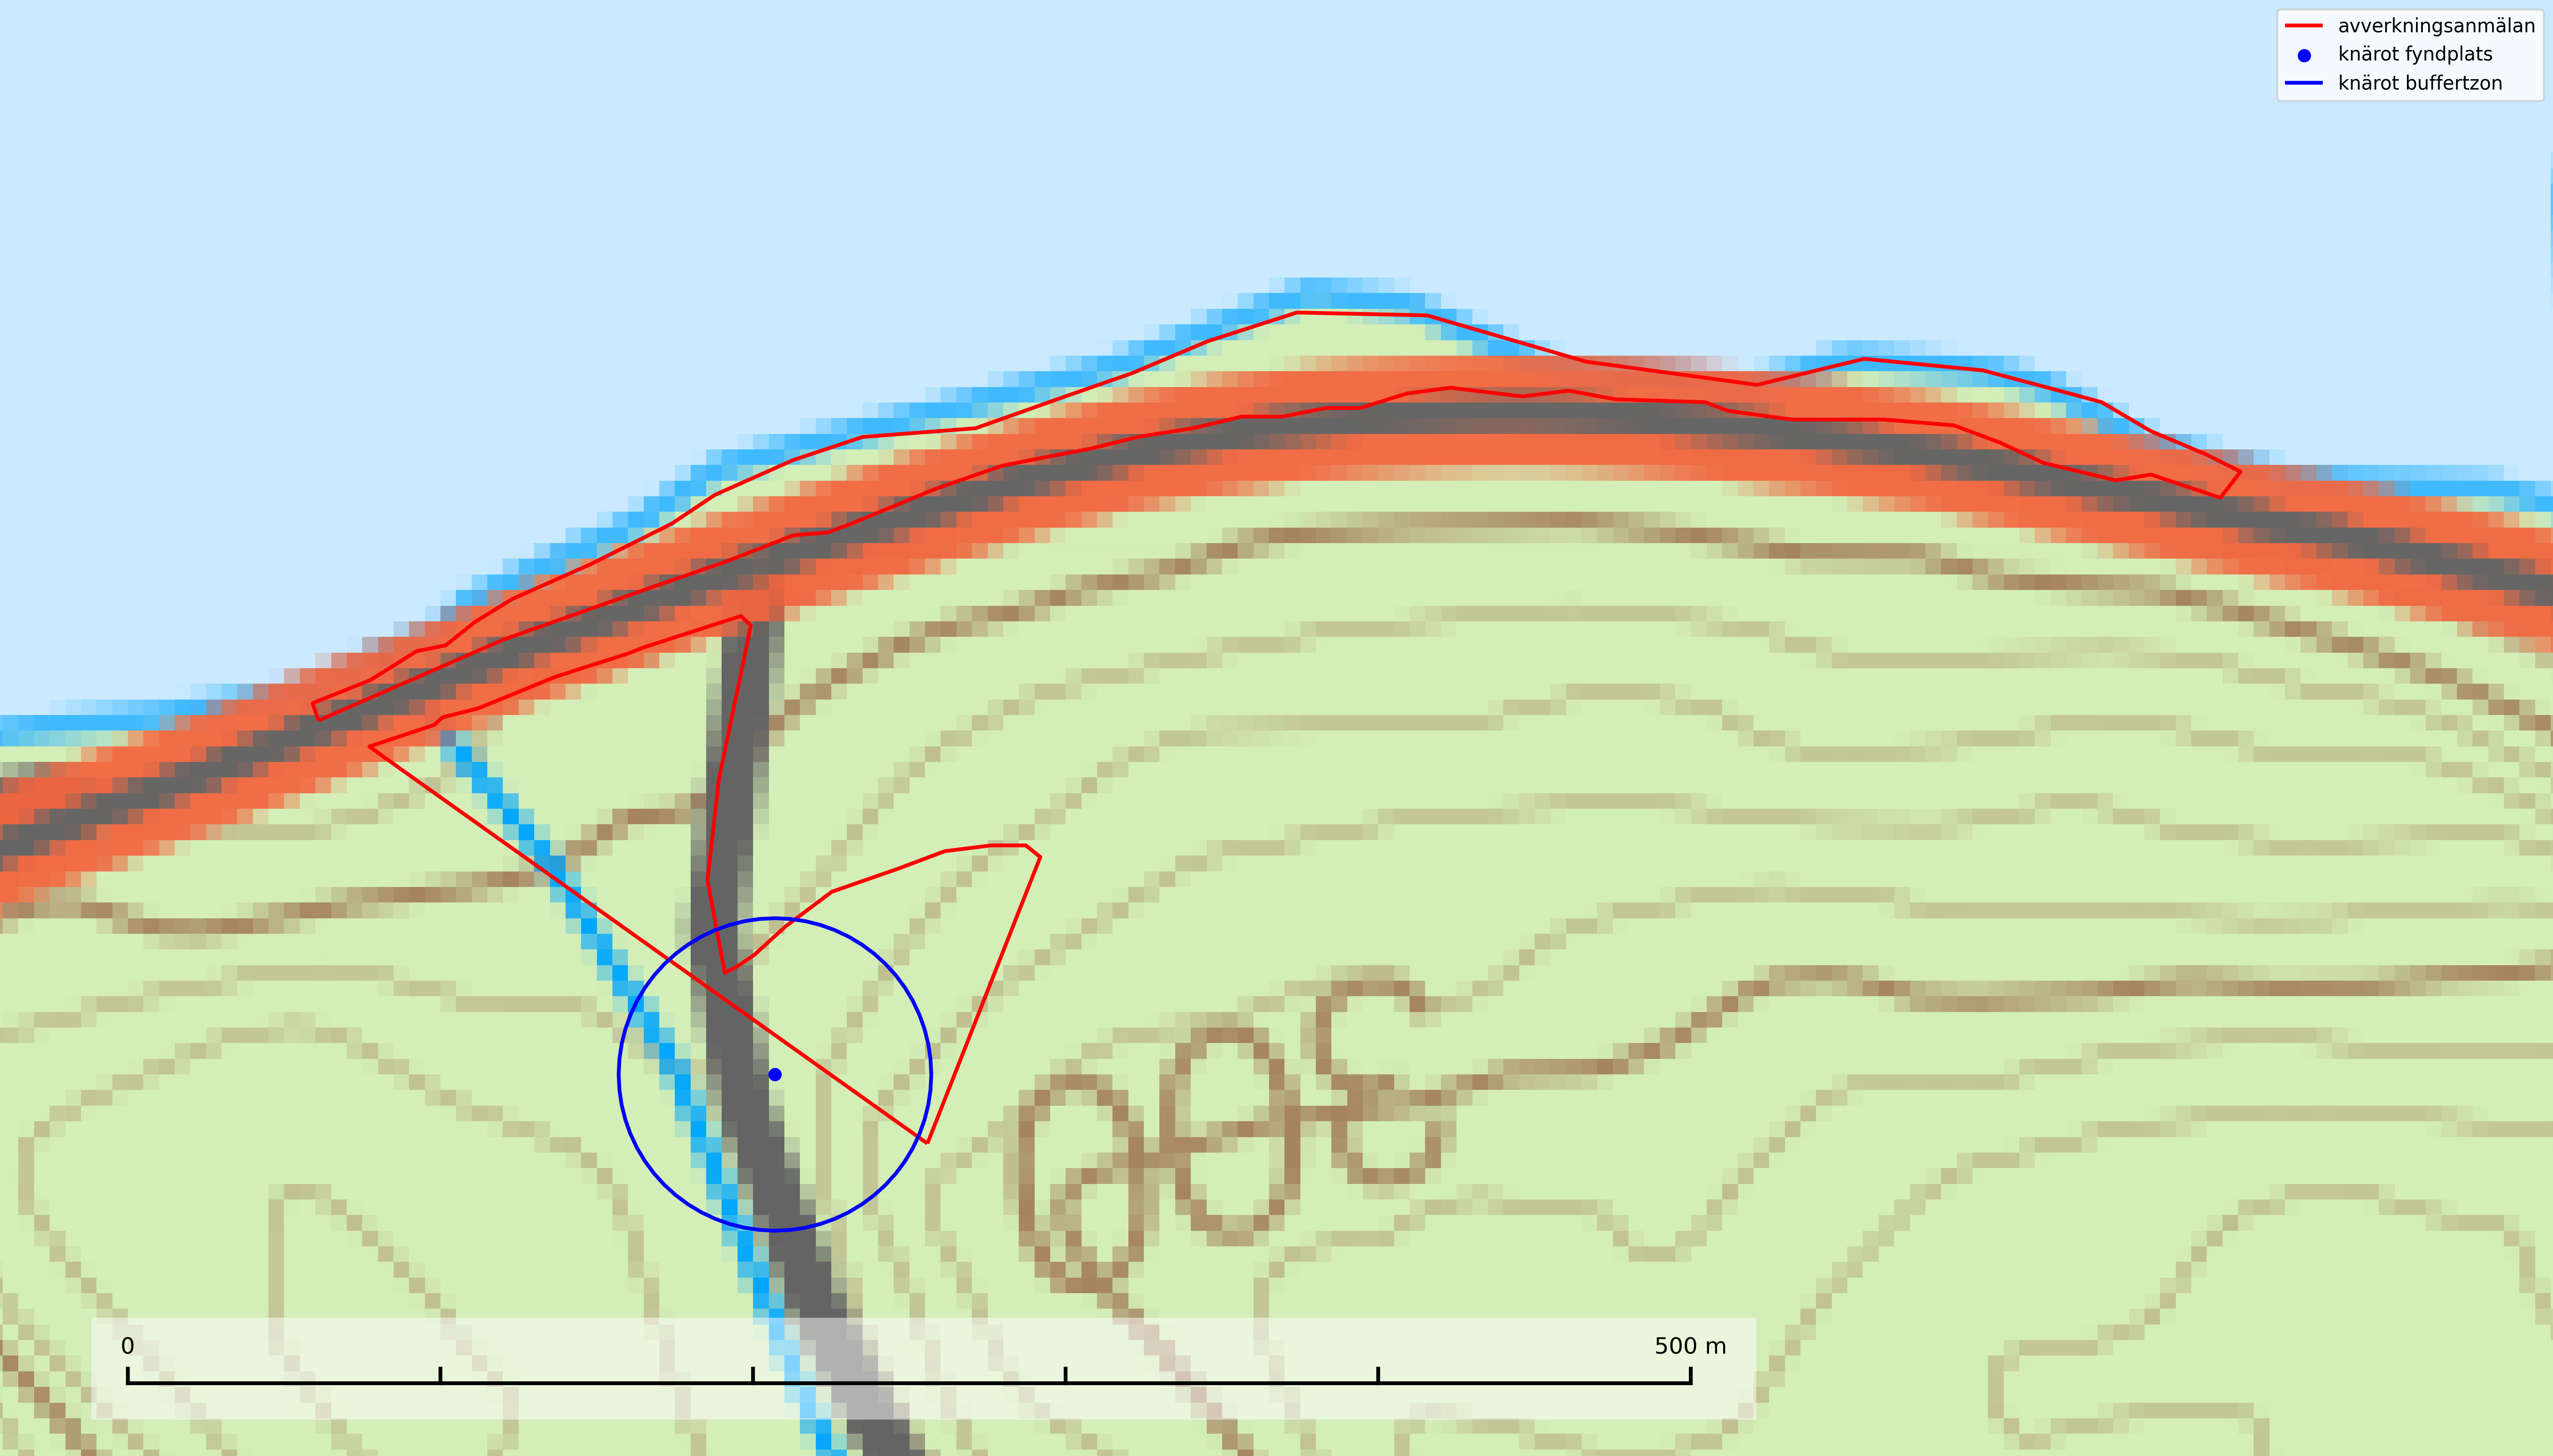 avverkningsanmälan
knärot fyndplats
knärot buffertzon
0 500 m